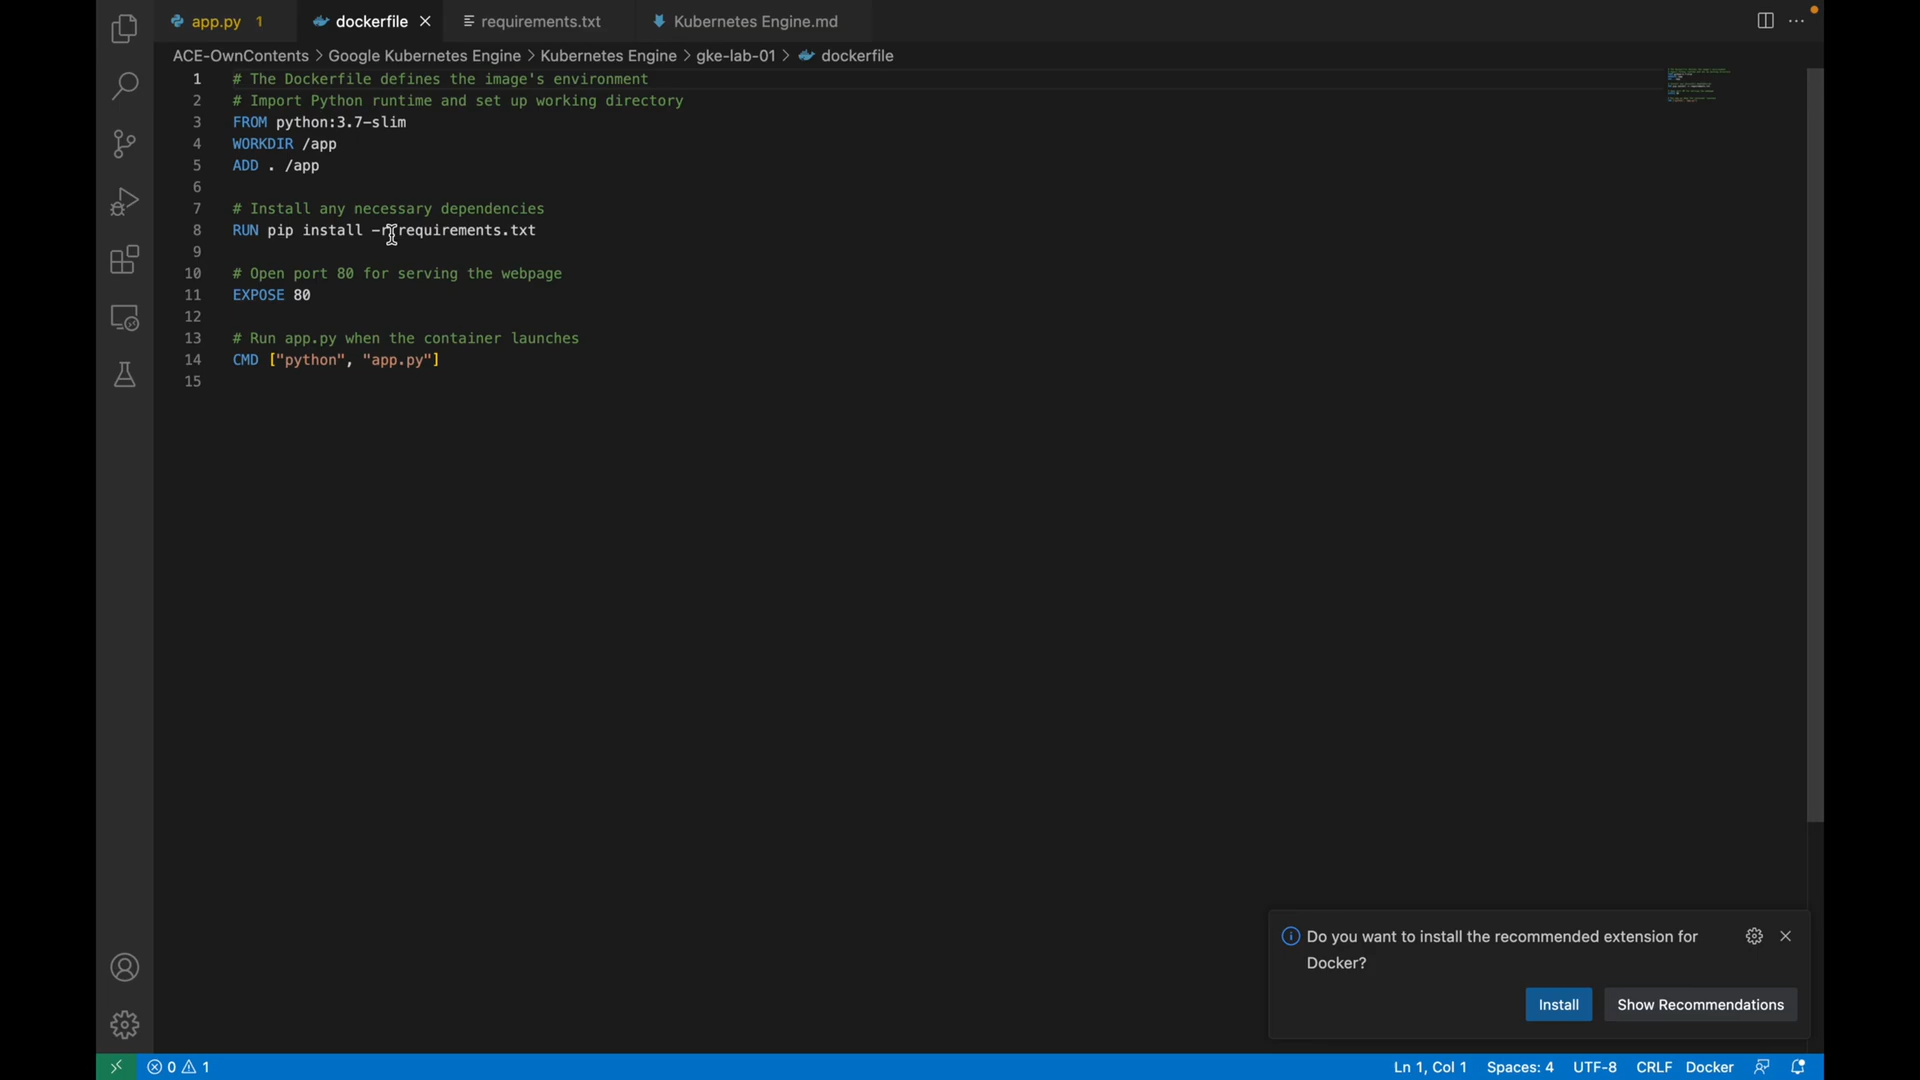 app.py 1 dockerfile requirements.txt Kubernetes Engine.md
ACE-OwnContents > Google Kubernetes Engine > Kubernetes Engine > gke-lab-01 > dockerfile
1 # The Dockerfile defines the image's environment
2 # Import Python runtime and set up working directory
3 FROM python:3.7-slim
4 WORKDIR /app
5 ADD . /app
6
7 # Install any necessary dependencies
8 RUN pip install -r requirements.txt
9
10 # Open port 80 for serving the webpage
11 EXPOSE 80
12
13 # Run app.py when the container launches
14 CMD ["python", "app.py"]
15
Do you want to install the recommended extension for
Docker?
Install Show Recommendations
0 1 Ln 1, Col 1 Spaces: 4 UTF-8 CRLF Docker